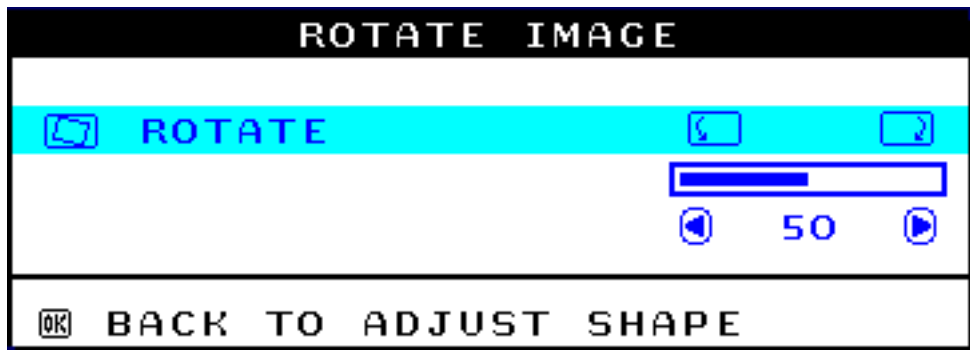 ROTATE IMAGE
ROTATE
50
OK BACK TO ADJUST SHAPE